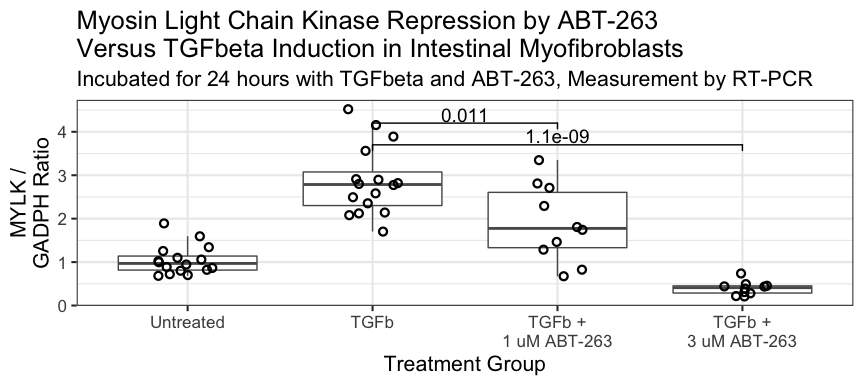 Myosin Light Chain Kinase Repression by ABT-263
Versus TGFbeta Induction in Intestinal Myofibroblasts
Incubated for 24 hours with TGFbeta and ABT-263, Measurement by RT-PCR
0.011
1.1e-09
MYLK /
GADPH Ratio
4
3
2
1
0
Untreated
TGFb
TGFb +
1 uM ABT-263
TGFb +
3 uM ABT-263
Treatment Group